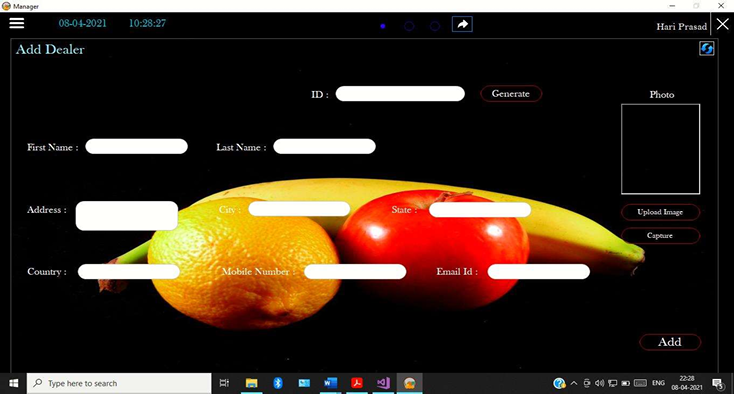 Manager
08-04-2021 10:28:27
Hari Prasad
Add Dealer
ID : Generate
Photo
First Name : Last Name :
Address : City : State :
Upload Image
Capture
Country : Mobile Number : Email Id :
Add
Type here to search
ENG
22:28
08-04-2021
5